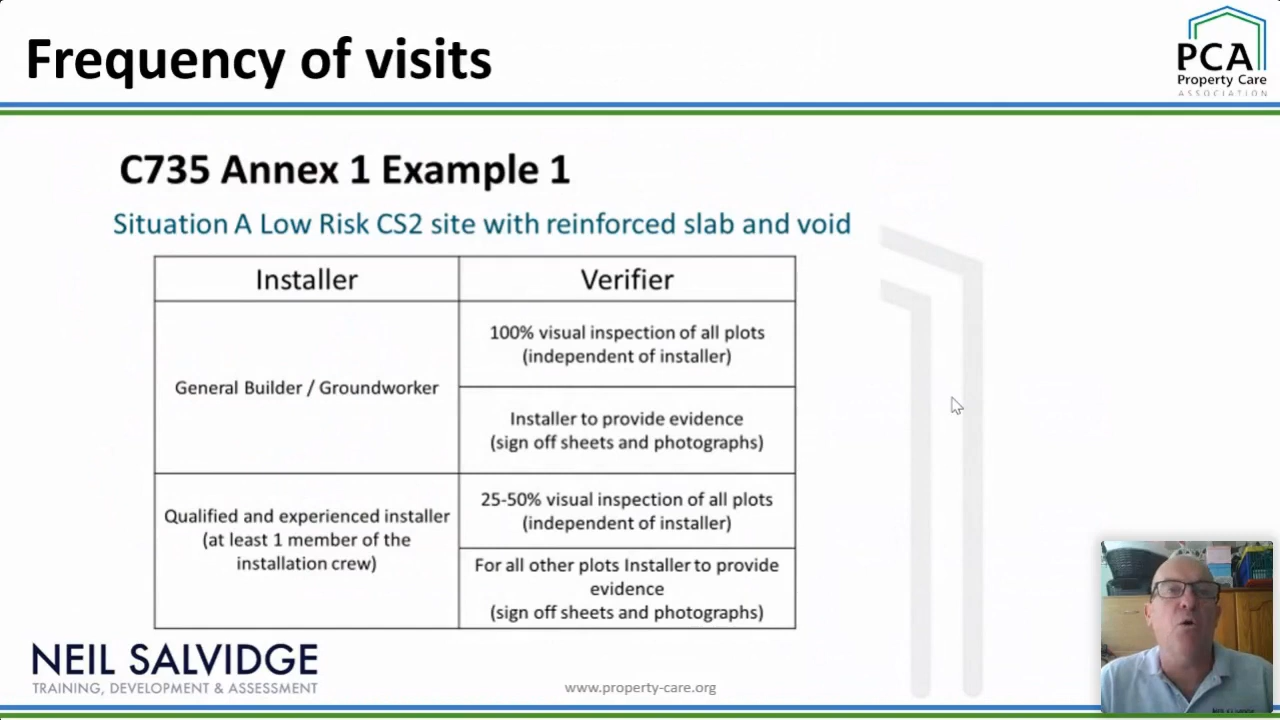 Frequency of visits
PCA
Property Care
ASSOCIATION
C735 Annex 1 Example 1
Situation A Low Risk CS2 site with reinforced slab and void
Installer
Verifier
General Builder / Groundworker
100% visual inspection of all plots
(independent of installer)
Installer to provide evidence
(sign off sheets and photographs)
Qualified and experienced installer
(at least 1 member of the
installation crew)
25-50% visual inspection of all plots
(independent of installer)
For all other plots Installer to provide
evidence
(sign off sheets and photographs)
NEIL SALVIDGE
TRAINING, DEVELOPMENT & ASSESSMENT
www.property-care.org
NEIL SALVIDGE